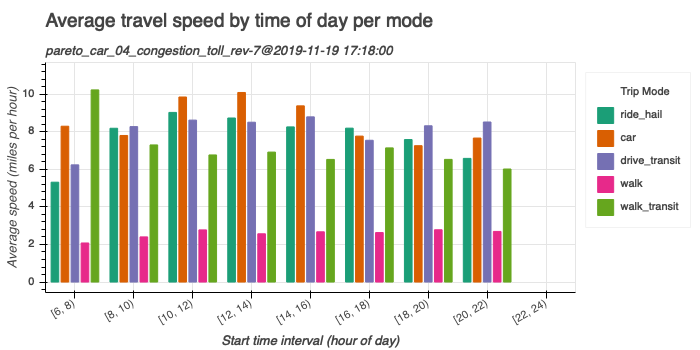 Average travel speed by time of day per mode
pareto_car_04_congestion_toll_rev-7@2019-11-19 17:18:00
Average speed (miles per hour)
10
8
6
4
2
0
[6, 8)
[8, 10)
[10, 12)
[12, 14)
[14, 16)
[16, 18)
[18, 20)
[20, 22)
[22, 24)
Start time interval (hour of day)
Trip Mode
ride_hail
car
drive_transit
walk
walk_transit